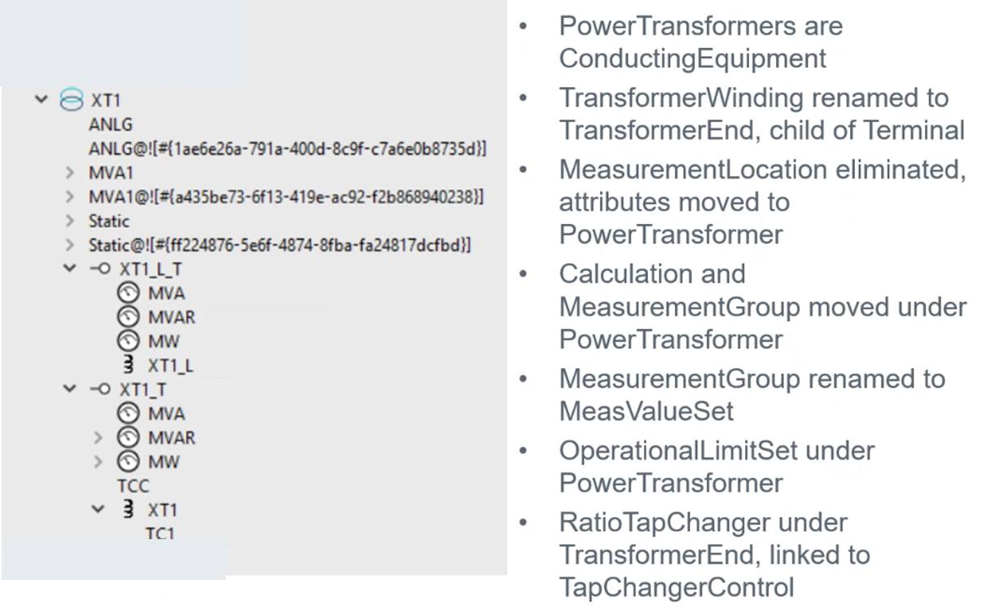 XT1
ANLG
ANLG@![#{1ae6e26a-791a-400d-8c9f-c7a6e0b8735d}]
MVA1
MVA1@![#{a435be73-6f13-419e-ac92-f2b868940238}]
Static
Static@![#{ff224876-5e6f-4874-8fba-fa24817dcfbd}]
XT1_L_T
MVA
MVAR
MW
XT1_L
XT1_T
MVA
MVAR
MW
TCC
XT1
TC1
• PowerTransformers are
ConductingEquipment
• TransformerWinding renamed to
TransformerEnd, child of Terminal
• MeasurementLocation eliminated,
attributes moved to
PowerTransformer
• Calculation and
MeasurementGroup moved under
PowerTransformer
• MeasurementGroup renamed to
MeasValueSet
• OperationalLimitSet under
PowerTransformer
• RatioTapChanger under
TransformerEnd, linked to
TapChangerControl